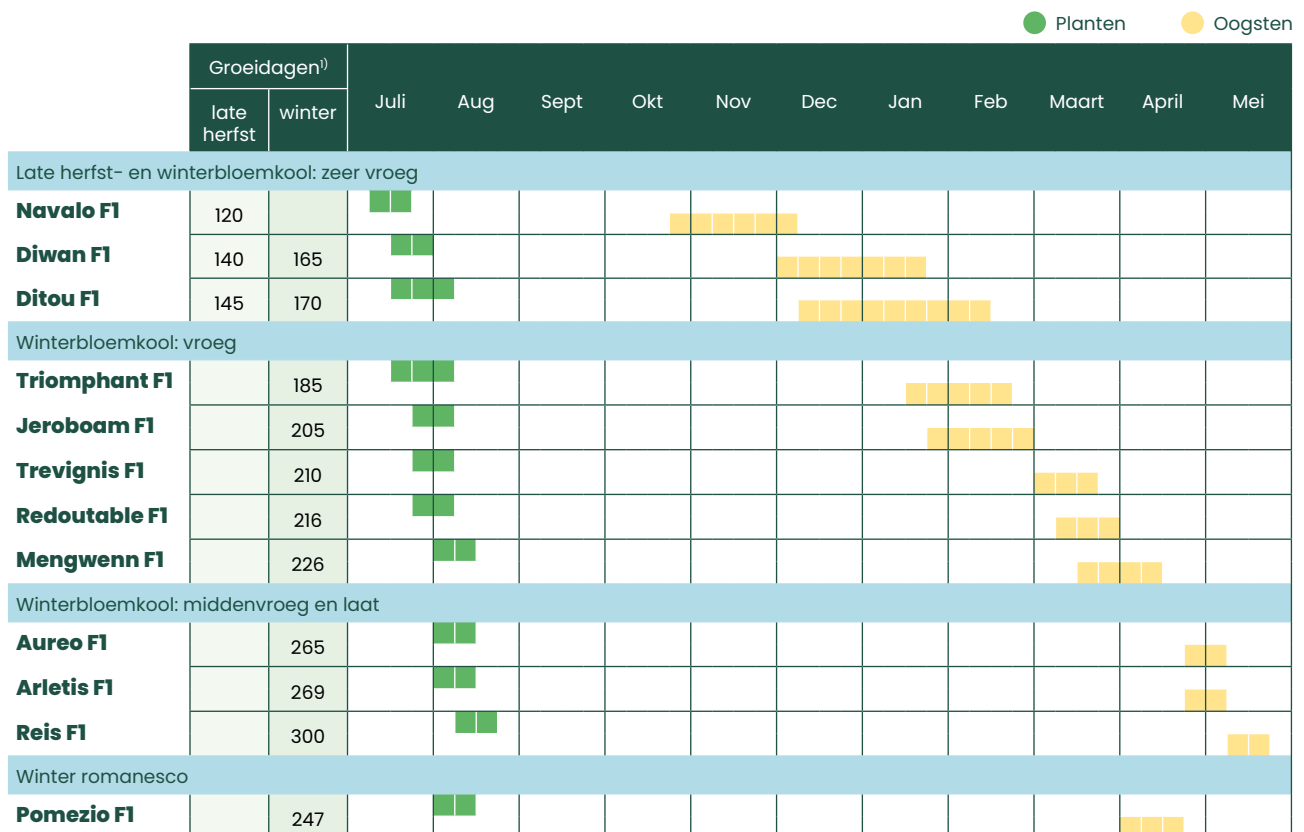 Planten Oogsten
Groeidagen¹⁾
late herfst winter Juli Aug Sept Okt Nov Dec Jan Feb Maart April Mei
Late herfst- en winterbloemkool: zeer vroeg
Navalo F1 120
Diwan F1 140 165
Ditou F1 145 170
Winterbloemkool: vroeg
Triomphant F1 185
Jeroboam F1 205
Trevignis F1 210
Redoutable F1 216
Mengwenn F1 226
Winterbloemkool: middenvroeg en laat
Aureo F1 265
Arletis F1 269
Reis F1 300
Winter romanesco
Pomezio F1 247